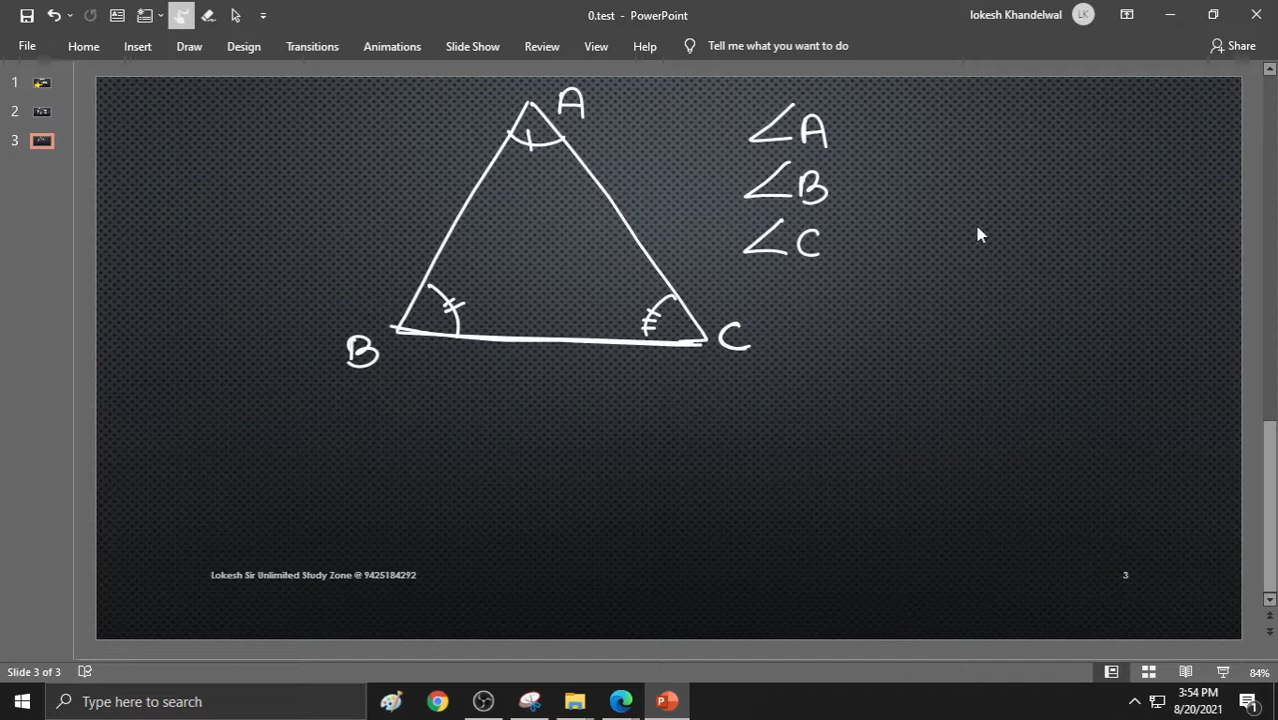 0.test - PowerPoint
lokesh Khandelwal
LK
File Home Insert Draw Design Transitions Animations Slide Show Review View Help Tell me what you want to do Share
1
2
3
A
∠A
∠B
∠C
B
C
Lokesh Sir Unlimited Study Zone @ 9425184292
3
Slide 3 of 3
84%
Type here to search
3:54 PM
8/20/2021
1